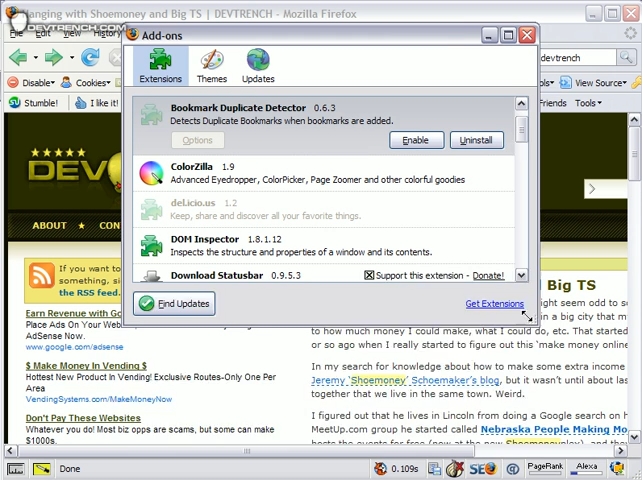 Hanging with Shoemoney and Big TS | DEVTRENCH - Mozilla Firefox
DEVTRENCH.COM
Edit View History
devtrench
Disable Cookies View Source
Stumble! I like it! Friends Tools
Add-ons
Extensions Themes Updates
Bookmark Duplicate Detector 0.6.3
Detects Duplicate Bookmarks when bookmarks are added.
Options Enable Uninstall
ColorZilla 1.9
Advanced Eyedropper, ColorPicker, Page Zoomer and other colorful goodies
del.icio.us 1.2
Keep, share and discover all your favorite things.
DOM Inspector 1.8.1.12
Inspects the structure and properties of a window and its contents.
Download Statusbar 0.9.5.3 Support this extension - Donate!
Find Updates Get Extensions
DEV
ABOUT ★ CON
If you want to
something, si
the RSS feed.
Earn Revenue with Go
Place Ads On Your Web
AdSense Now.
www.google.com/adsense
$ Make Money In Vending $
Hottest New Product In Vending! Exclusive Routes-Only One Per
Area
VendingSystems.com/MakeMoneyNow
Don't Pay These Websites
Whatever you do! Most biz opps are scams, but some can make
$1000s.
Big TS
ight seem odd to s
in a big city that m
to how much money I could make, what I could do, etc. That started
or so ago when I really started to figure out this 'make money onlin
In my search for knowledge about how to make some extra income
Jeremy 'Shoemoney' Schoemaker's blog, but it wasn't until about las
together that we live in the same town. Weird.
I figured out that he lives in Lincoln from doing a Google search on h
MeetUp.com group he started called Nebraska People Making Mo
Done 0.109s SEO PageRank Alexa